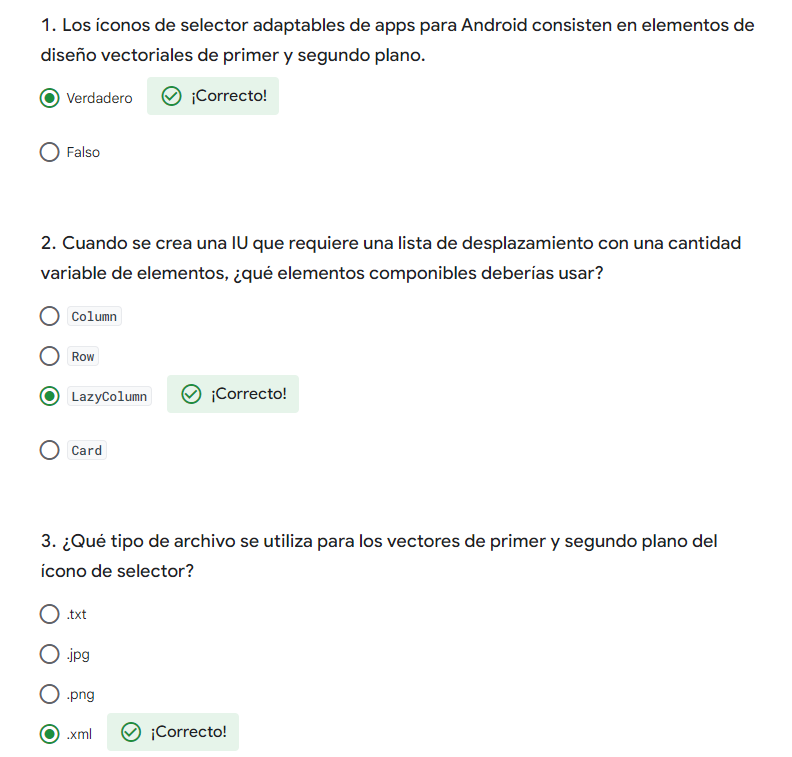 1. Los íconos de selector adaptables de apps para Android consisten en elementos de
diseño vectoriales de primer y segundo plano.
Verdadero ¡Correcto!
Falso
2. Cuando se crea una IU que requiere una lista de desplazamiento con una cantidad
variable de elementos, ¿qué elementos componibles deberías usar?
Column
Row
LazyColumn ¡Correcto!
Card
3. ¿Qué tipo de archivo se utiliza para los vectores de primer y segundo plano del
ícono de selector?
.txt
.jpg
.png
.xml ¡Correcto!